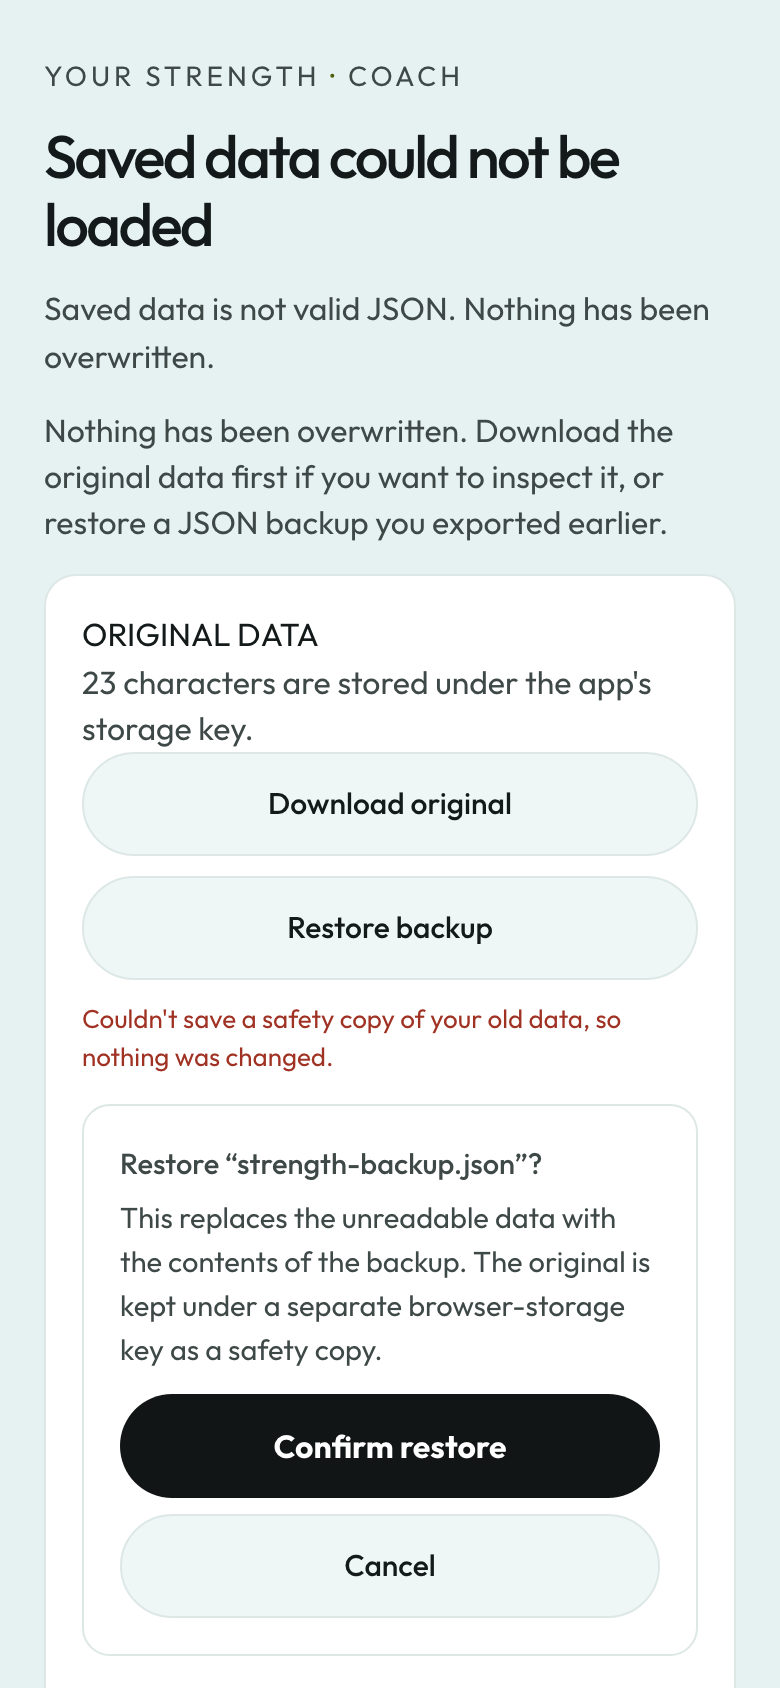 YOUR STRENGTH · COACH
Saved data could not be
loaded
Saved data is not valid JSON. Nothing has been
overwritten.
Nothing has been overwritten. Download the
original data first if you want to inspect it, or
restore a JSON backup you exported earlier.
ORIGINAL DATA
23 characters are stored under the app's
storage key.
Download original
Restore backup
Couldn't save a safety copy of your old data, so
nothing was changed.
Restore “strength-backup.json”?
This replaces the unreadable data with
the contents of the backup. The original is
kept under a separate browser-storage
key as a safety copy.
Confirm restore
Cancel